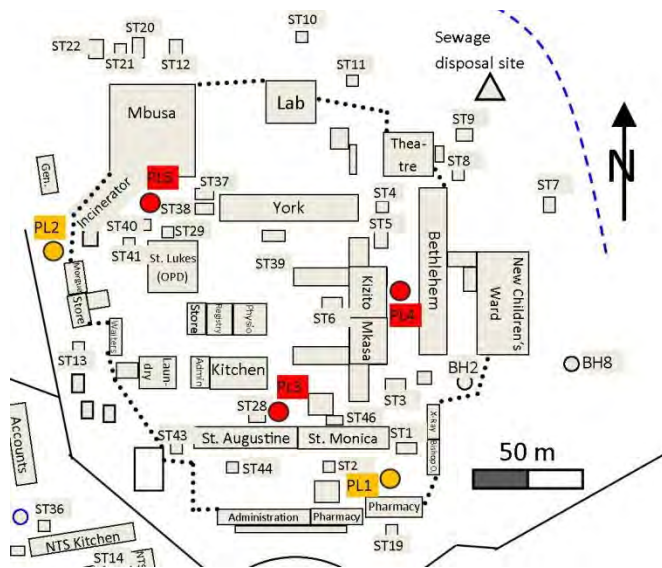 ST10
ST20
ST22
ST21
ST12
Sewage
disposal site
ST11
Mbusa
Lab
N
Thea-
tre
ST9
ST8
Gen.
PL5
ST37
ST7
Incinerator
ST38
York
ST4
PL2
ST40
ST29
ST5
ST41
St. Lukes
(OPD)
ST39
Bethlehem
New Children's
Ward
Morgue
Store
Kizito
PL4
ST6
Store
Registry
Physio.
Mkasa
Waiters
ST13
Laun-
dry
Admin
Kitchen
BH2
BH8
PL3
ST3
ST28
ST46
X-Ray
Bishop O.
50 m
Accounts
ST43
St. Augustine
St. Monica
ST1
ST44
ST2
PL1
ST36
Administration
Pharmacy
Pharmacy
NTS Kitchen
ST14
NTS
ST19